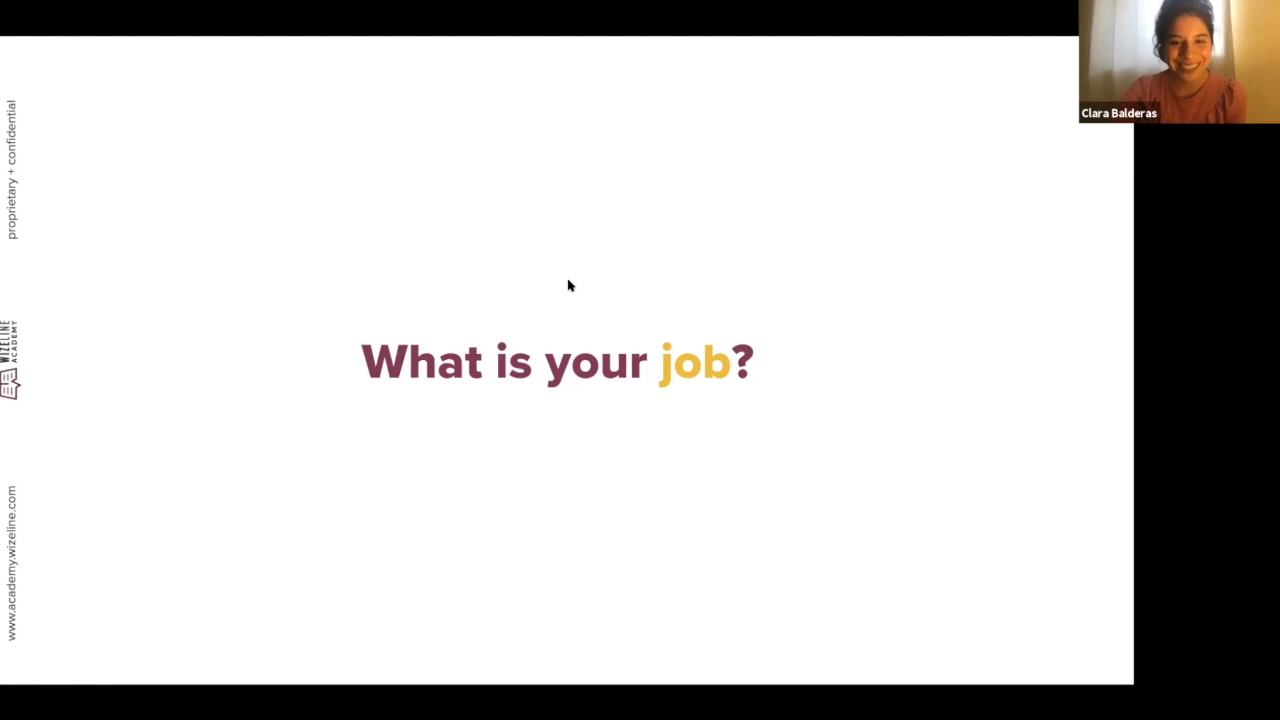 proprietary + confidential
WIZELINE
ACADEMY
www.academy.wizeline.com
What is your job?
Clara Balderas